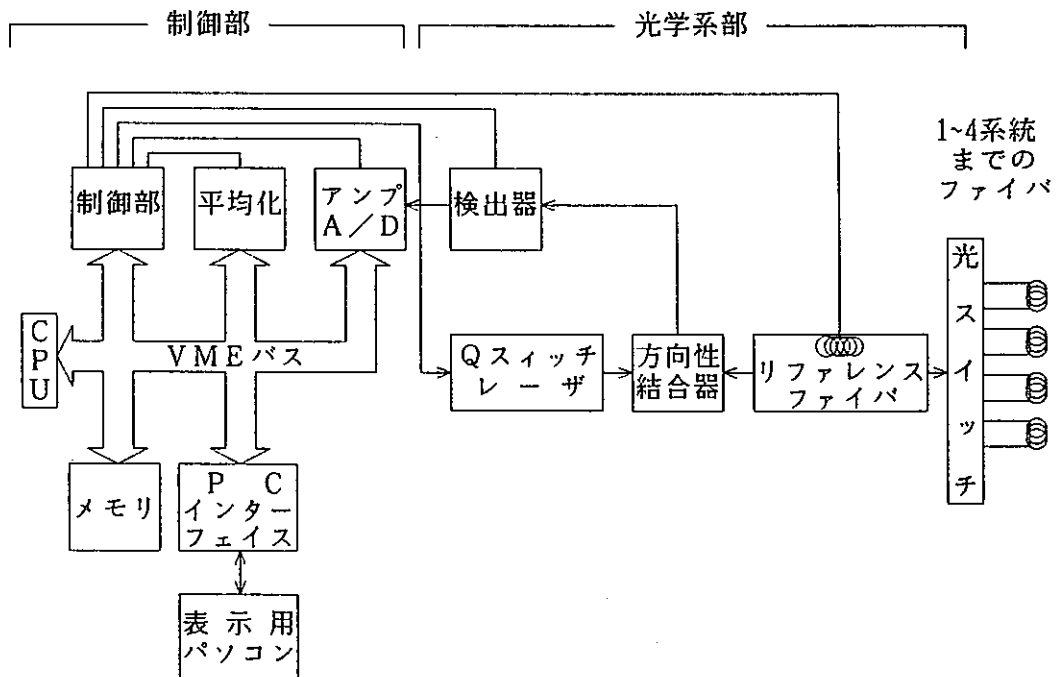 制御部
光学系部
1~4系統
までの
ファイバ
制御部
平均化
アンプ
A/D
検出器
光スイッチ
CPU
VMEバス
Qスィッチ
レーザ
方向性
結合器
リファレンス
ファイバ
メモリ
PC
インター
フェイス
表示用
パソコン